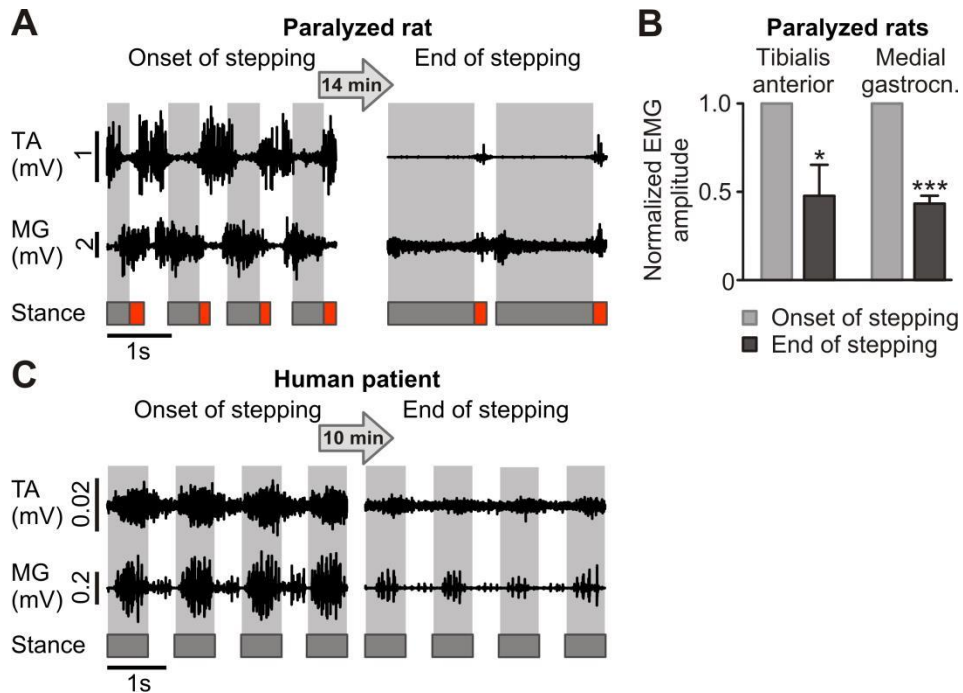 A
Paralyzed rat
Onset of stepping
14 min
End of stepping
TA
(mV)
1
MG
(mV)
2
Stance
1s
B
Paralyzed rats
Tibialis
anterior
Medial
gastrocn.
Normalized EMG
amplitude
1.0
0.5
0
*
***
Onset of stepping
End of stepping
C
Human patient
Onset of stepping
10 min
End of stepping
TA
(mV)
0.02
MG
(mV)
0.2
Stance
1s